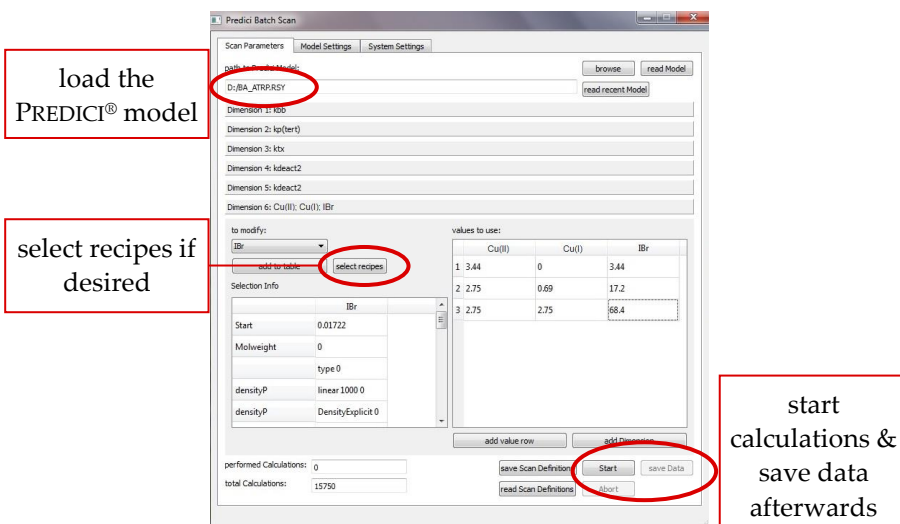 Predici Batch Scan
Scan Parameters Model Settings System Settings
path to Predici Model:
browse read Model
D:/BA_ATRP.RSY
read recent Model
load the
PREDICI® model
Dimension 1: kbb
Dimension 2: kp(tert)
Dimension 3: ktx
Dimension 4: kdeact2
Dimension 5: kdeact2
Dimension 6: Cu(II); Cu(I); IBr
select recipes if
desired
to modify:
IBr
add to table select recipes
Selection Info
IBr
Start 0.01722
Molweight 0
type 0
densityP linear 1000 0
densityP DensityExplicit 0
values to use:
Cu(II) Cu(I) IBr
1 3.44 0 3.44
2 2.75 0.69 17.2
3 2.75 2.75 68.4
add value row add Dimension
performed Calculations: 0
total Calculations: 15750
save Scan Definition Start save Data
read Scan Definitions Abort
start
calculations &
save data
afterwards